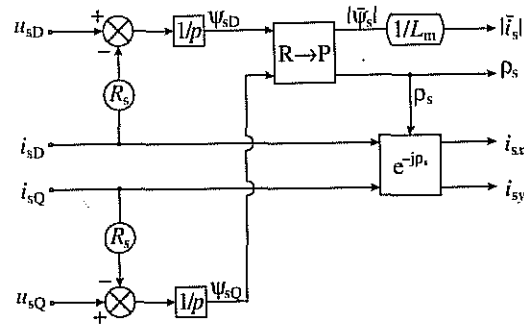 u_sD
+
−
1/p
ψ_sD
R→P
|ψ̄_s|
1/L_m
|ī_s|
ρ_s
R_s
ρ_s
i_sD
i_sx
e^−jρ_s
i_sQ
i_sy
R_s
−
u_sQ
+
1/p
ψ_sQ